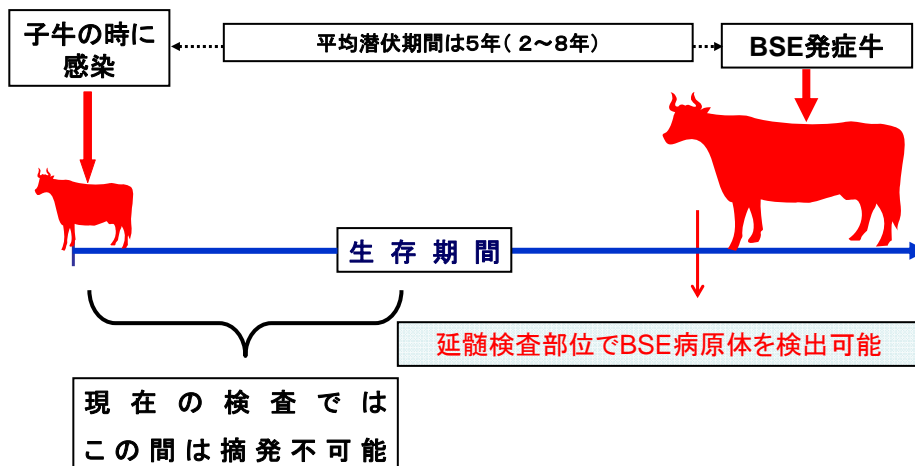 子牛の時に
感染
平均潜伏期間は5年(2～8年)
BSE発症牛
生存期間
延髄検査部位でBSE病原体を検出可能
現在の検査では
この間は摘発不可能